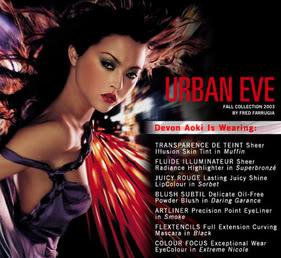 URBAN EVE
FALL COLLECTION 2003
BY FRED FARRUGIA
Devon Aoki Is Wearing:
TRANSPARENCE DE TEINT Sheer
Illusion Skin Tint in Muffin
FLUÏDE ILLUMINATEUR Sheer
Radiance Highlighter in Superbronzé
JUICY ROUGE Lasting Juicy Shine
LipColour in Sorbet
BLUSH SUBTIL Delicate Oil-Free
Powder Blush in Daring Garance
ARTLINER Precision Point EyeLiner
in Smoke
FLEXTENCILS Full Extension Curving
Mascara in Black
COLOUR FOCUS Exceptional Wear
EyeColour in Extreme Nicole